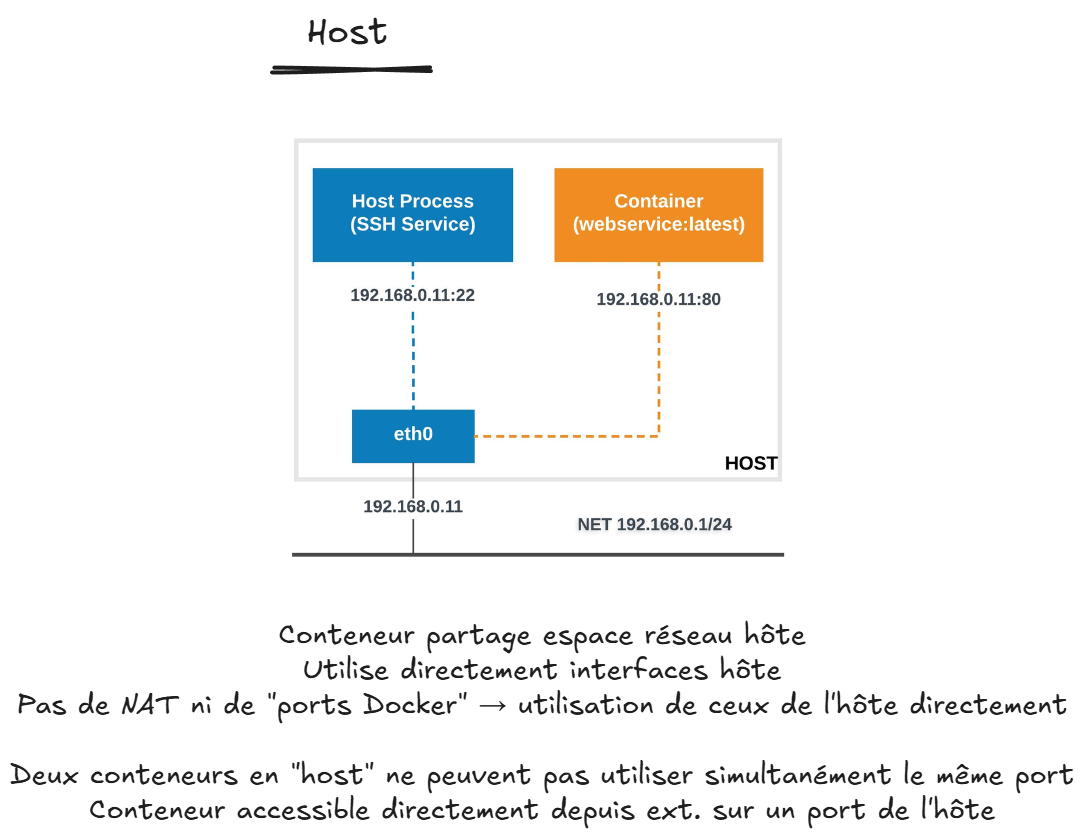 Host
Host Process
(SSH Service)
Container
(webservice:latest)
192.168.0.11:22
192.168.0.11:80
eth0
HOST
192.168.0.11
NET 192.168.0.1/24
Conteneur partage espace réseau hôte
Utilise directement interfaces hôte
Pas de NAT ni de "ports Docker" → utilisation de ceux de l'hôte directement
Deux conteneurs en "host" ne peuvent pas utiliser simultanément le même port
Conteneur accessible directement depuis ext. sur un port de l'hôte